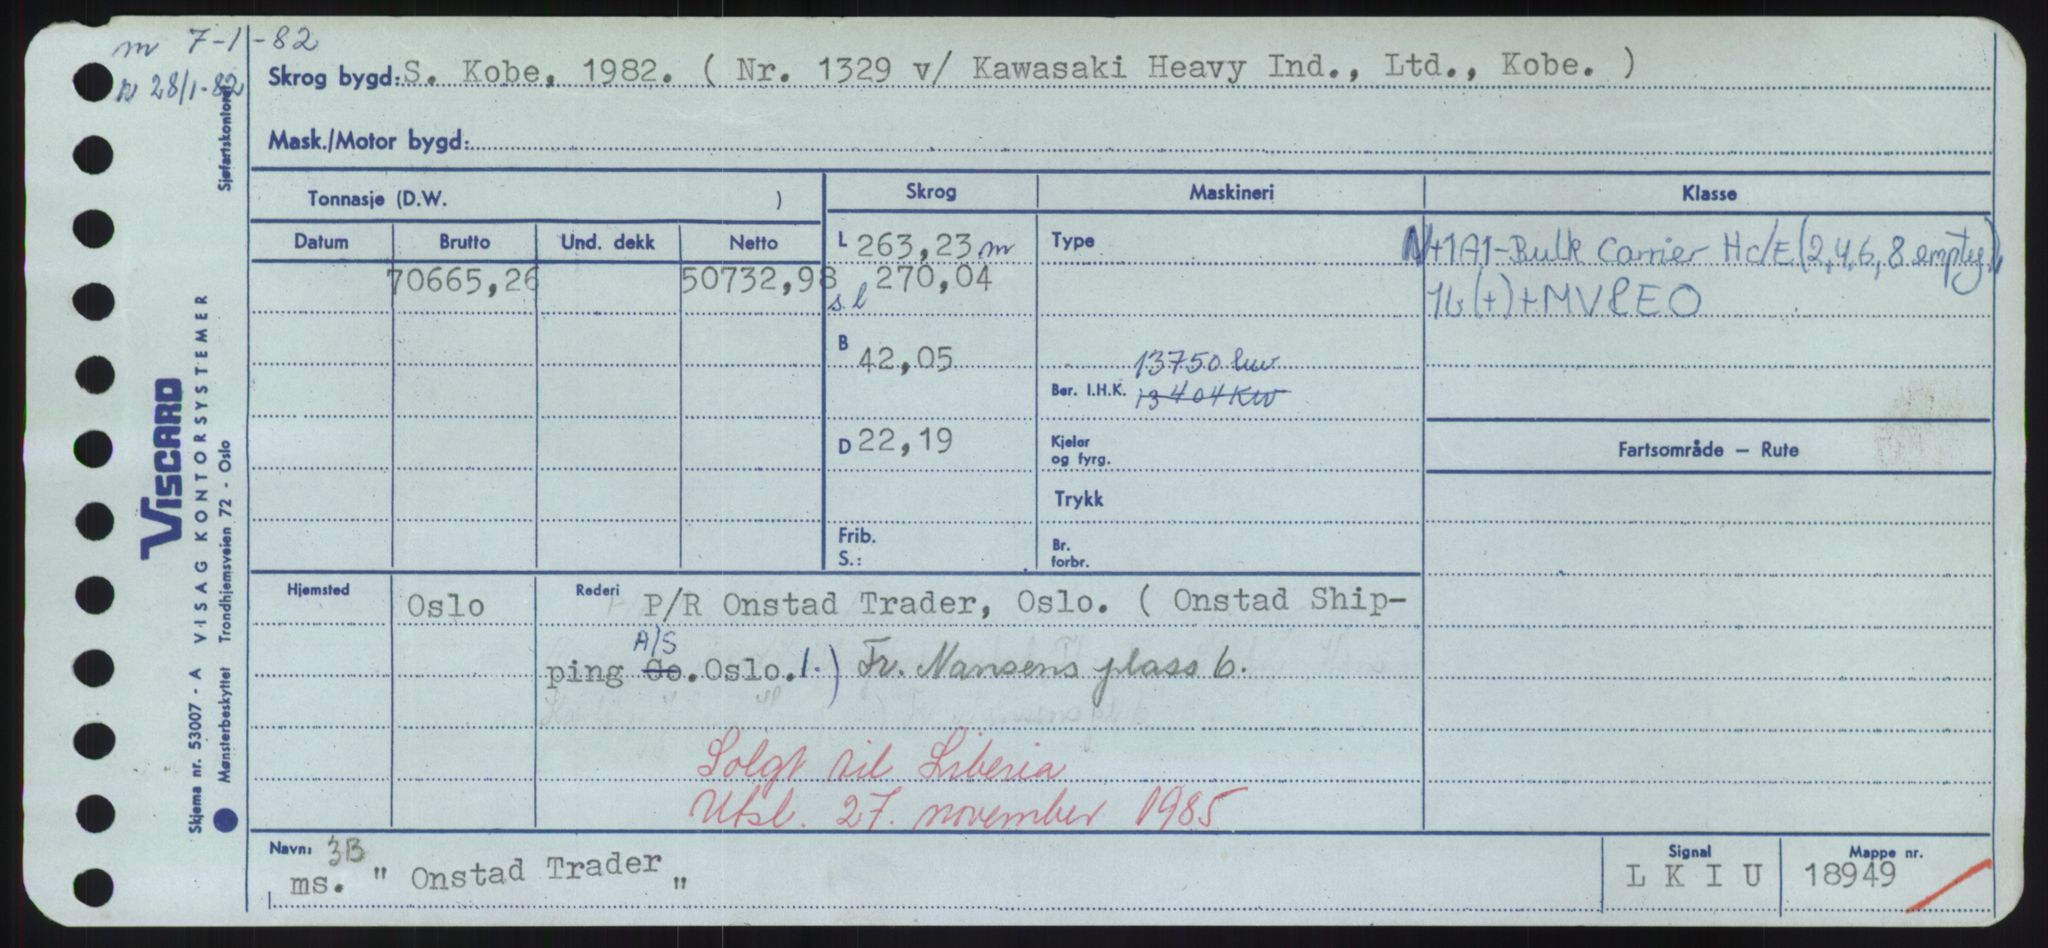 m 7-1-82
n 28/1-82
Skrog bygd: S. Kobe, 1982. ( Nr. 1329 v/ Kawasaki Heavy Ind., Ltd., Kobe. )
Mask./Motor bygd:
Sjøfartskontoret
VISCARD
VISAG KONTORSYSTEMER
Trondhjemsveien 72 - Oslo
Skjema nr. 53007 - A
Mønsterbeskyttet
Tonnasje (D.W. )
Skrog
Maskineri
Klasse
Datum
Brutto
Und. dekk
Netto
70665,26
50732,98
L 263,23 m
s.l 270,04
B 42,05
D 22,19
Frib.
S.:
Type
13750 kw
Ber. I.H.K. 13404 KW
Kjeler
og fyrg.
Trykk
Br.
forbr.
N+1A1-Bulk Carrier Hc/E (2,4,6,8 empty),
(+) + MV & EO
Fartsområde — Rute
Hjemsted
Oslo
Rederi
P/R Onstad Trader, Oslo. ( Onstad Ship-
A/S
ping Co. Oslo. /. ) Fr. Nansens plass 6.
Solgt til Liberia
Utsl. 27. november 1985
Navn: 3B
ms. " Onstad Trader "
Signal
L K I U
Mappe nr.
18949